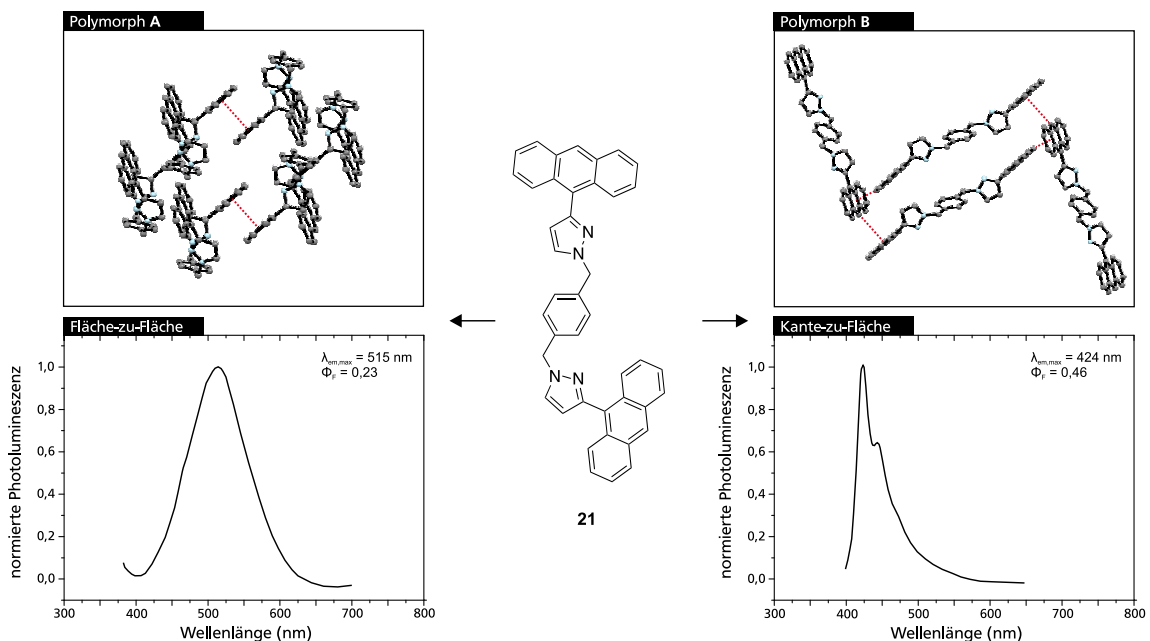 Polymorph A
Polymorph B
N
N
N
N
21
Fläche-zu-Fläche
λem,max = 515 nm
ΦF = 0,23
normierte Photolumineszenz
1,0
0,8
0,6
0,4
0,2
0,0
300 400 500 600 700 800
Wellenlänge (nm)
Kante-zu-Fläche
λem,max = 424 nm
ΦF = 0,46
normierte Photolumineszenz
1,0
0,8
0,6
0,4
0,2
0,0
300 400 500 600 700 800
Wellenlänge (nm)